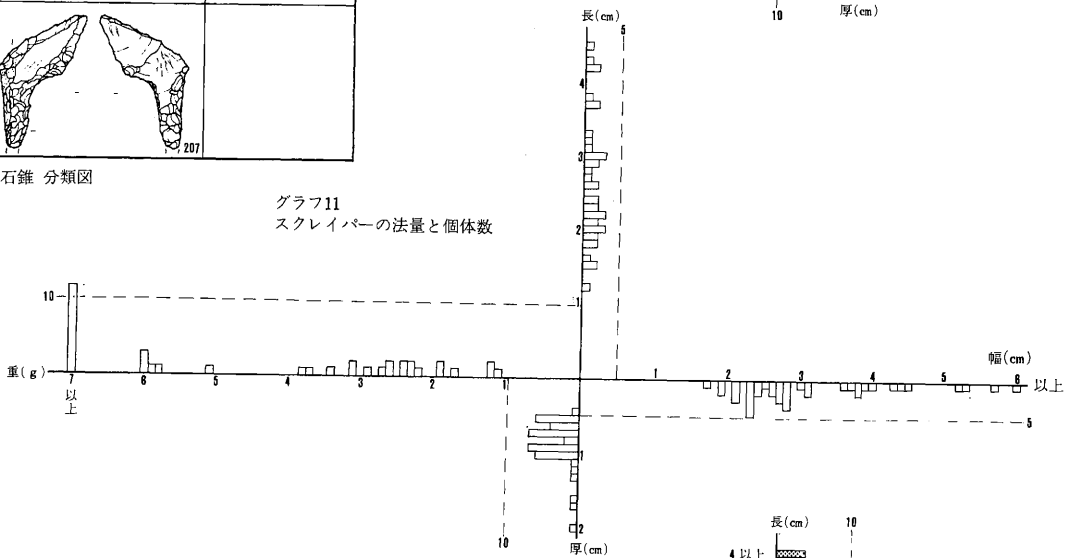 10
厚(cm)
207
石錐 分類図
グラフ11
スクレイパーの法量と個体数
長(cm)
5
4
3
2
1
10
重(g)
7 6 5 4 3 2 1
以上
幅(cm)
1 2 3 4 5 6 以上
5
1
2
10
厚(cm)
長(cm)
10
4 以上